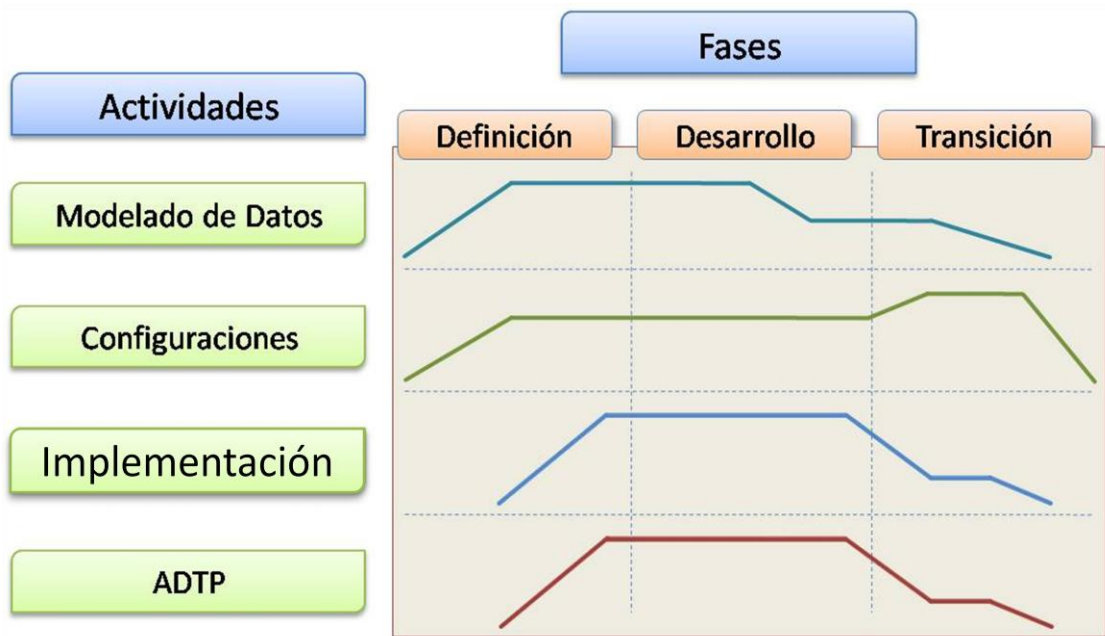 Fases
Actividades
Definición
Desarrollo
Transición
Modelado de Datos
Configuraciones
Implementación
ADTP